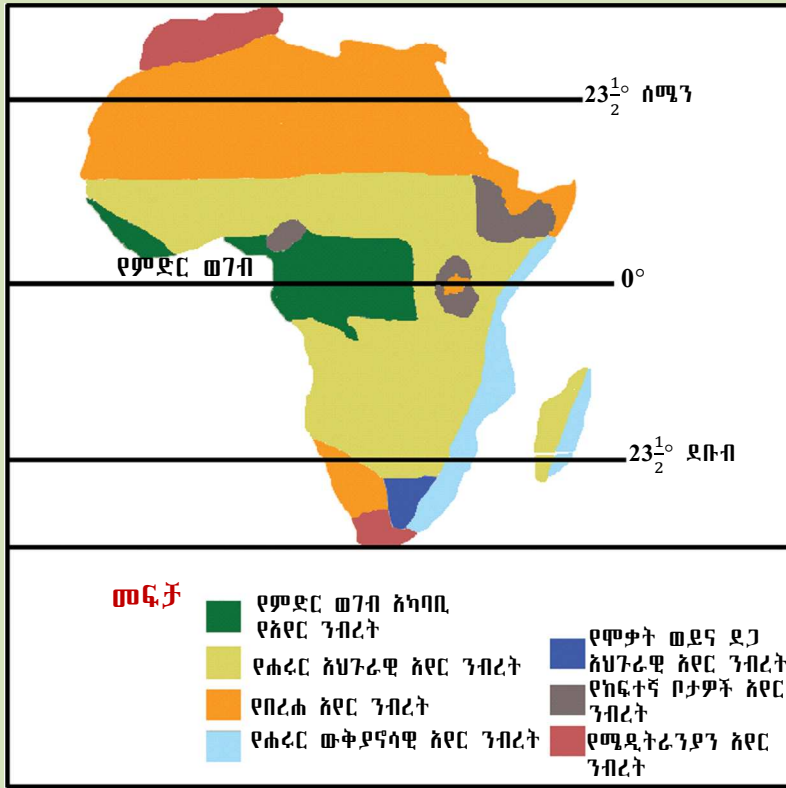 23½° ሰሜን
የምድር ወገብ
0°
23½° ደቡብ
መፍቻ
የምድር ወገብ አካባቢ
የአየር ንብረት
የሐሩር አህጉራዊ አየር ንብረት
የበረሐ አየር ንብረት
የሐሩር ውቅያኖሳዊ አየር ንብረት
የሞቃት ወይና ደጋ
አህጉራዊ አየር ንብረት
የከፍተኛ ቦታዎች አየር
ንብረት
የሜዲትራንያን አየር
ንብረት